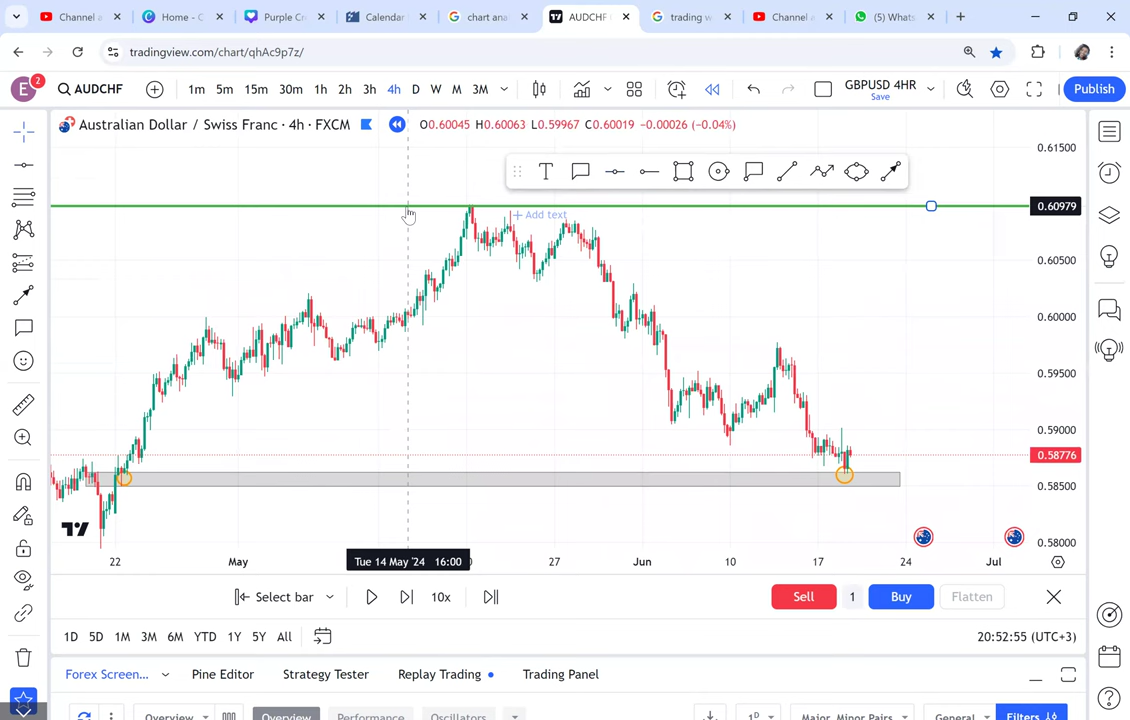 Channel a
Home - C
Purple Cr
Calendar
chart ana
AUDCHF
trading w
Channel a
(5) Whats
tradingview.com/chart/qhAc9p7z/
E 2 AUDCHF 1m 5m 15m 30m 1h 2h 3h 4h D W M 3M GBPUSD 4HR Save Publish
Australian Dollar / Swiss Franc · 4h · FXCM O0.60045 H0.60063 L0.59967 C0.60019 -0.00026 (-0.04%)
0.61500
T
0.60979
+ Add text
0.60500
0.60000
0.59500
0.59000
0.58776
0.58500
0.58000
22 May Tue 14 May '24 16:00 27 Jun 10 17 24 Jul
Select bar 10x Sell 1 Buy Flatten
1D 5D 1M 3M 6M YTD 1Y 5Y All 20:52:55 (UTC+3)
Forex Screen... Pine Editor Strategy Tester Replay Trading Trading Panel
Overview Overview Performance Oscillators 1D Major, Minor Pairs General Filters